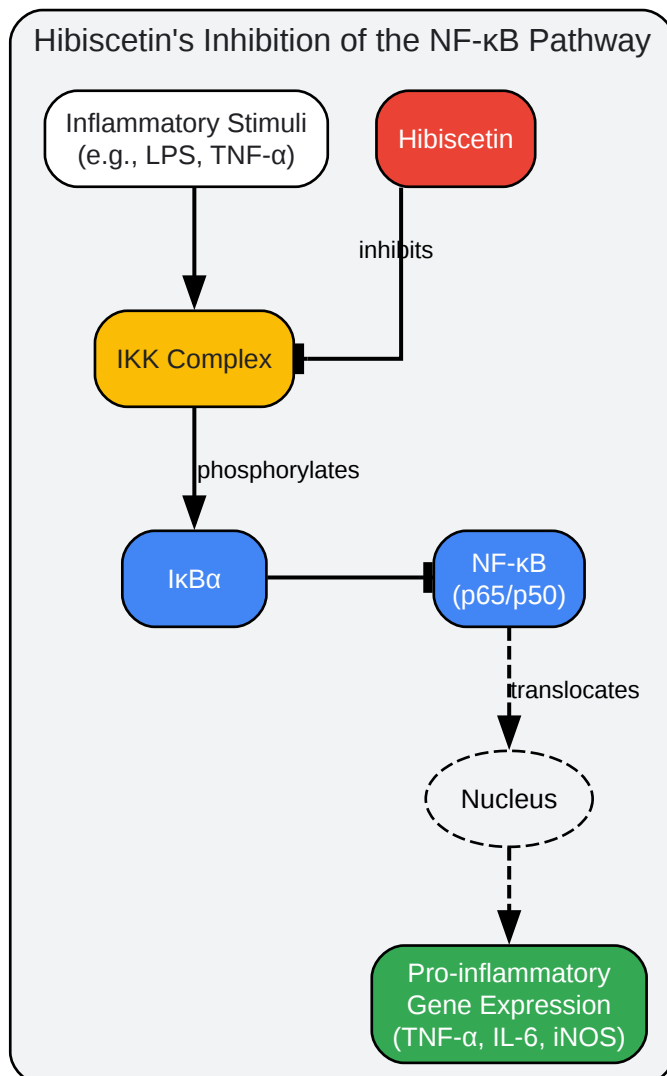 Hibiscetin's Inhibition of the NF-κB Pathway
Inflammatory Stimuli
(e.g., LPS, TNF-α)
Hibiscetin
inhibits
IKK Complex
phosphorylates
IκBα
NF-κB
(p65/p50)
translocates
Nucleus
Pro-inflammatory
Gene Expression
(TNF-α, IL-6, iNOS)